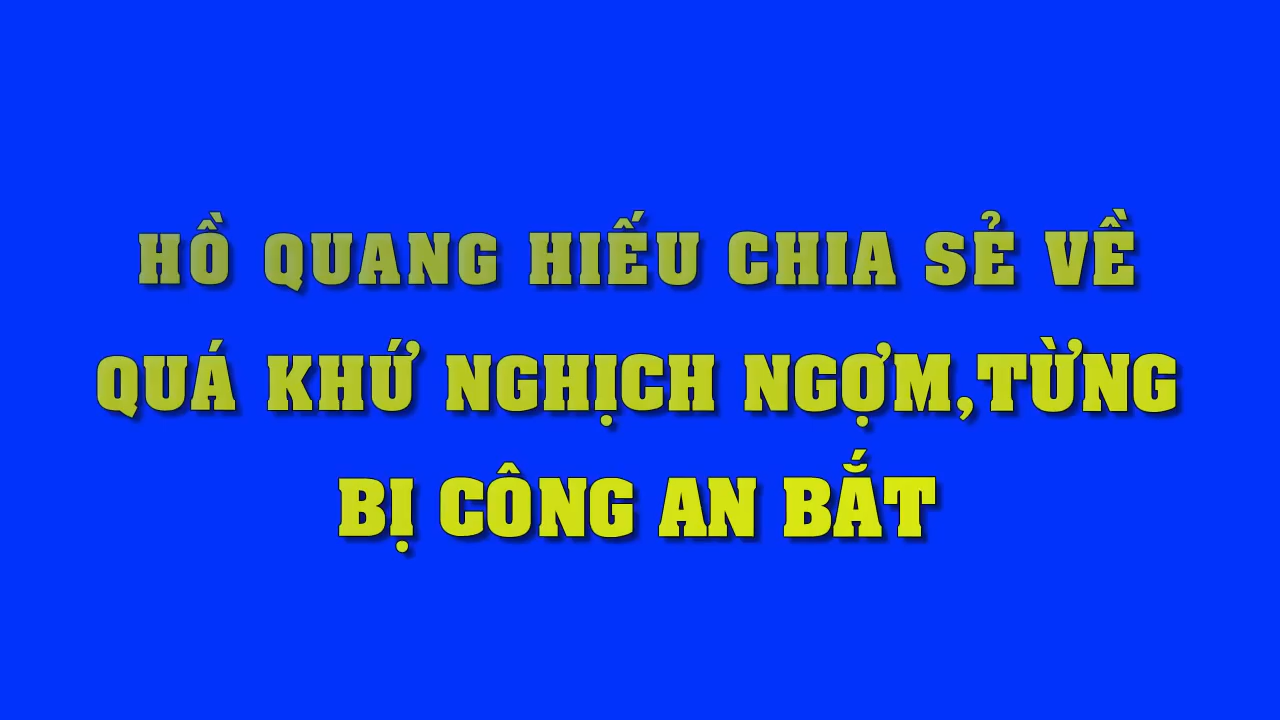 HỒ QUANG HIẾU CHIA SẺ VỀ
QUÁ KHỨ NGHỊCH NGỢM,TỪNG
BỊ CÔNG AN BẮT